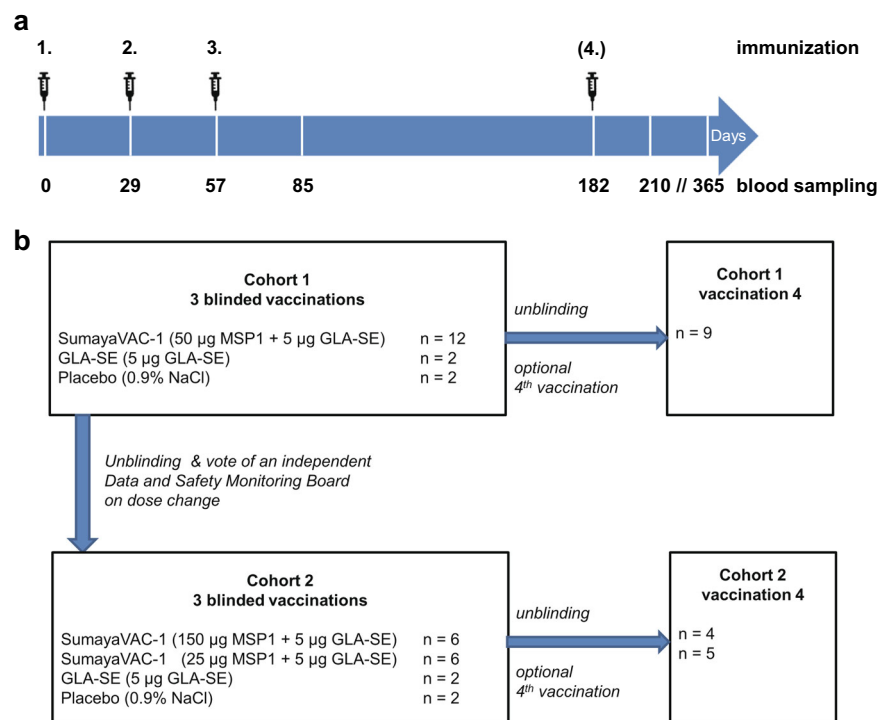 a
1. 2. 3. (4.) immunization
Days
0 29 57 85 182 210 // 365 blood sampling
b
Cohort 1
3 blinded vaccinations
SumayaVAC-1 (50 µg MSP1 + 5 µg GLA-SE) n = 12
GLA-SE (5 µg GLA-SE) n = 2
Placebo (0.9% NaCl) n = 2
unblinding
optional
4th vaccination
Cohort 1
vaccination 4
n = 9
Unblinding & vote of an independent
Data and Safety Monitoring Board
on dose change
Cohort 2
3 blinded vaccinations
SumayaVAC-1 (150 µg MSP1 + 5 µg GLA-SE) n = 6
SumayaVAC-1 (25 µg MSP1 + 5 µg GLA-SE) n = 6
GLA-SE (5 µg GLA-SE) n = 2
Placebo (0.9% NaCl) n = 2
unblinding
optional
4th vaccination
Cohort 2
vaccination 4
n = 4
n = 5